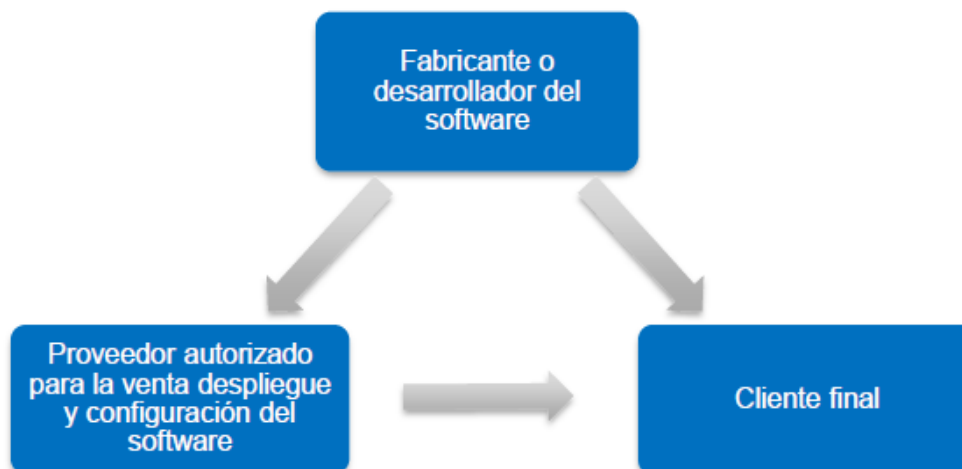 Fabricante o
desarrollador del
software
Proveedor autorizado
para la venta despliegue
y configuración del
software
Cliente final